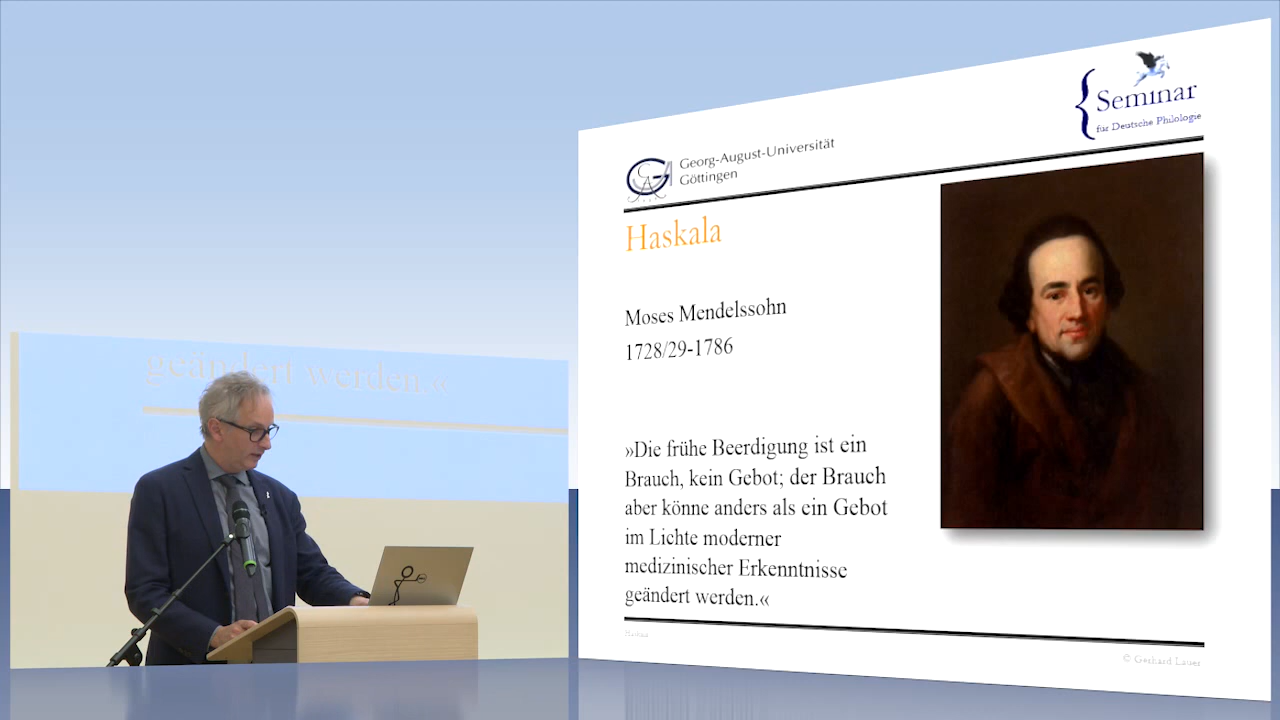 Seminar
für Deutsche Philologie
Georg-August-Universität
Göttingen
Haskala
Moses Mendelssohn
1728/29-1786
»Die frühe Beerdigung ist ein
Brauch, kein Gebot; der Brauch
aber könne anders als ein Gebot
im Lichte moderner
medizinischer Erkenntnisse
geändert werden.«
Haskala
© Gerhard Lauer
geändert werden.«